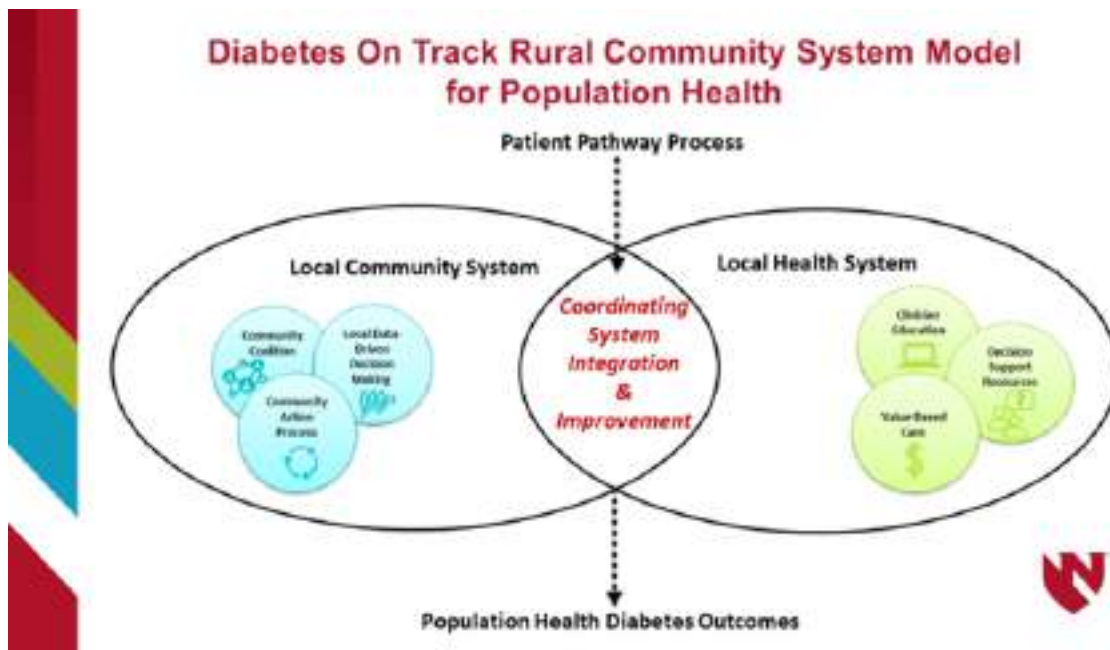 Diabetes On Track Rural Community System Model
for Population Health
Patient Pathway Process
Local Community System
Local Health System
Community
Coalition
Local Data-
Driven
Decision
Making
Community
Action
Process
Coordinating
System
Integration
&
Improvement
Clinician
Education
Decision
Support
Resources
?
Value-Based
Care
$
Population Health Diabetes Outcomes
N